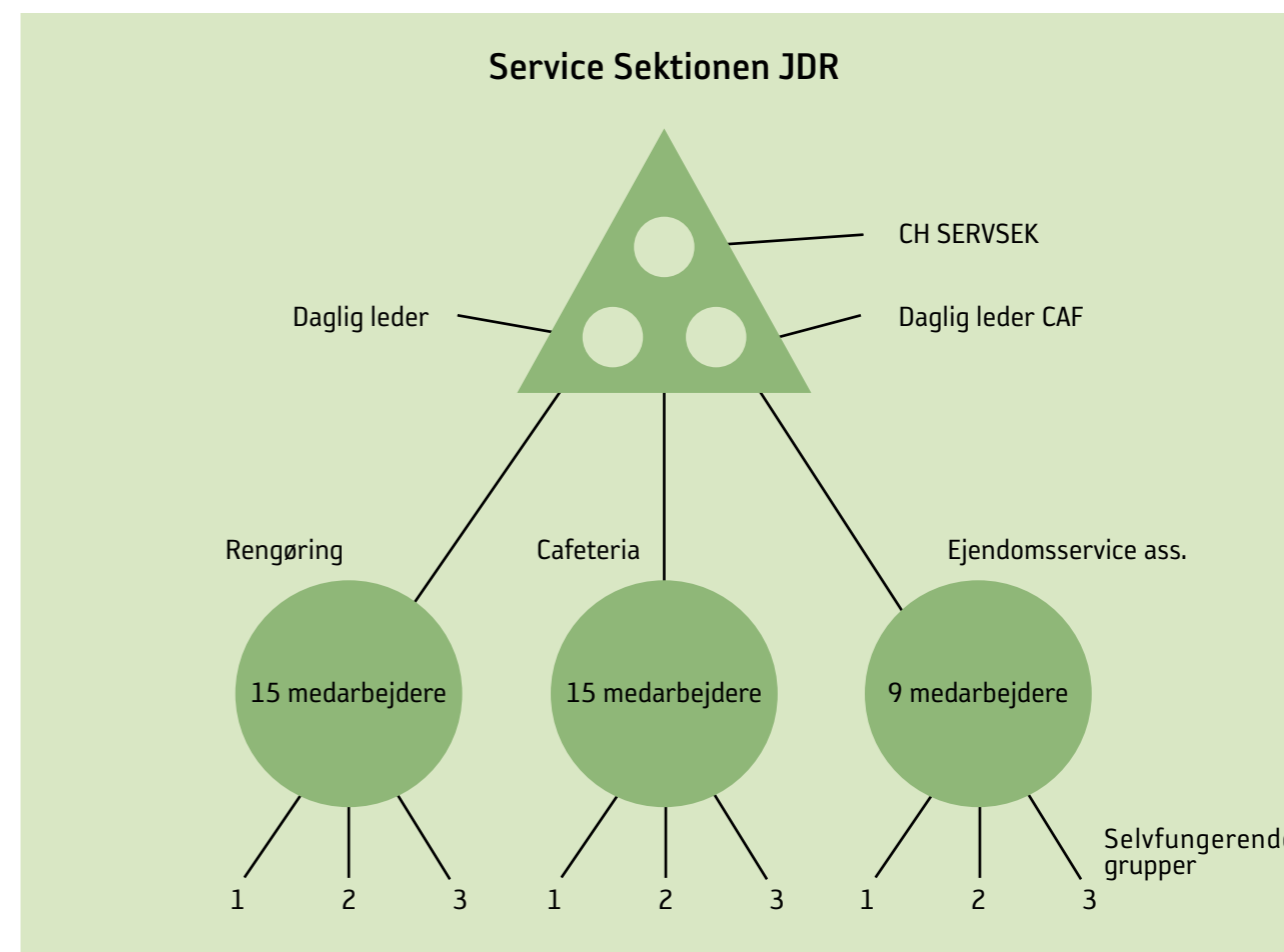 Service Sektionen JDR
CH SERVSEK
Daglig leder
Daglig leder CAF
Rengøring
Cafeteria
Ejendomsservice ass.
15 medarbejdere
15 medarbejdere
9 medarbejdere
Selvfungerende
grupper
1
2
3
1
2
3
1
2
3